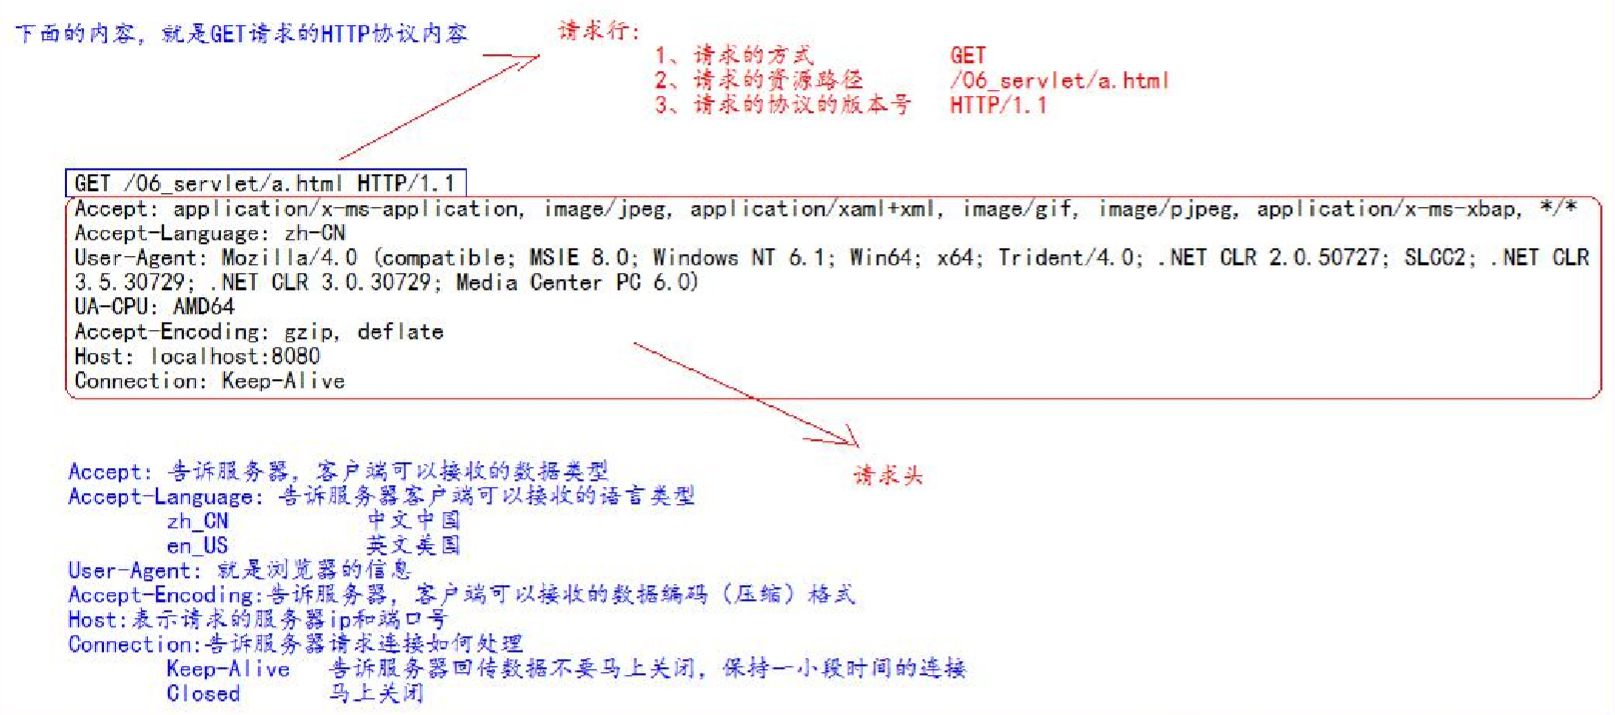 下面的内容, 就是GET请求的HTTP协议内容
请求行:
1、请求的方式 GET
2、请求的资源路径 /06_servlet/a.html
3、请求的协议的版本号 HTTP/1.1
GET /06_servlet/a.html HTTP/1.1
Accept: application/x-ms-application, image/jpeg, application/xaml+xml, image/gif, image/pjpeg, application/x-ms-xbap, */*
Accept-Language: zh-CN
User-Agent: Mozilla/4.0 (compatible; MSIE 8.0; Windows NT 6.1; Win64; x64; Trident/4.0; .NET CLR 2.0.50727; SLCC2; .NET CLR
3.5.30729; .NET CLR 3.0.30729; Media Center PC 6.0)
UA-CPU: AMD64
Accept-Encoding: gzip, deflate
Host: localhost:8080
Connection: Keep-Alive
Accept: 告诉服务器, 客户端可以接收的数据类型
请求头
Accept-Language: 告诉服务器客户端可以接收的语言类型
zh_CN 中文中国
en_US 英文美国
User-Agent: 就是浏览器的信息
Accept-Encoding:告诉服务器, 客户端可以接收的数据编码（压缩）格式
Host:表示请求的服务器ip和端口号
Connection:告诉服务器请求连接如何处理
Keep-Alive 告诉服务器回传数据不要马上关闭, 保持一小段时间的连接
Closed 马上关闭